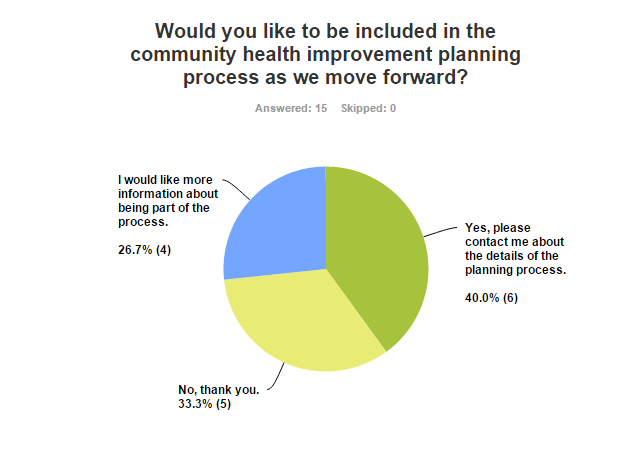 Would you like to be included in the
community health improvement planning
process as we move forward?
Answered: 15 Skipped: 0
I would like more
information about
being part of the
process.
26.7% (4)
Yes, please
contact me about
the details of the
planning process.
40.0% (6)
No, thank you.
33.3% (5)